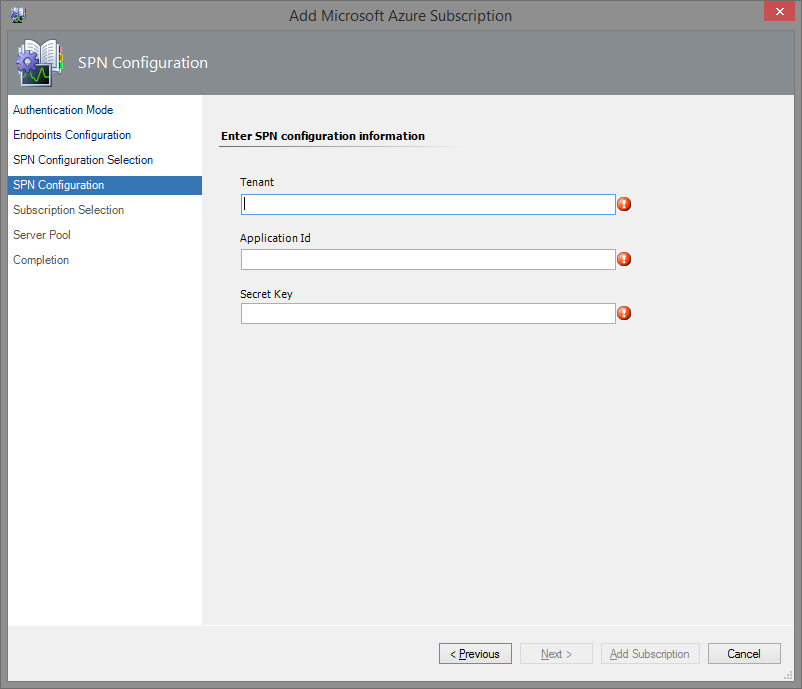 Add Microsoft Azure Subscription
SPN Configuration
Authentication Mode
Endpoints Configuration
SPN Configuration Selection
SPN Configuration
Subscription Selection
Server Pool
Completion
Enter SPN configuration information
Tenant
Application Id
Secret Key
< Previous
Next >
Add Subscription
Cancel